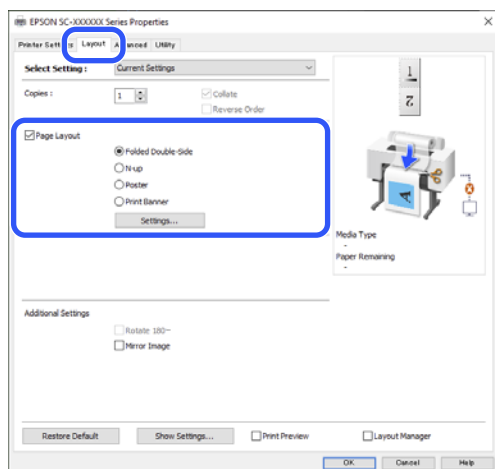 EPSON SC-XXXXXX Series Properties
Printer Settings Layout Advanced Utility
Select Setting : Current Settings
Copies : 1 Collate
Reverse Order
1
2
Page Layout
Folded Double-Side
N-up
Poster
Print Banner
Settings...
A
Media Type
-
Paper Remaining
-
Additional Settings
Rotate 180°
Mirror Image
Restore Default Show Settings... Print Preview Layout Manager
OK Cancel Help